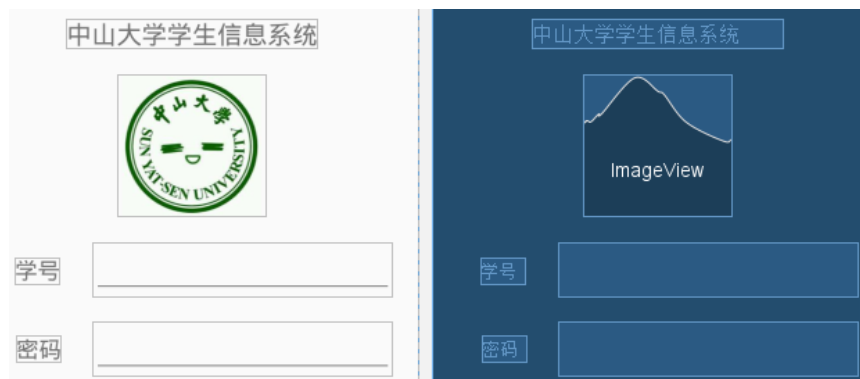 中山大学学生信息系统
中山大学
SUN YAT-SEN UNIVERSITY
学号
密码
中山大学学生信息系统
ImageView
学号
密码